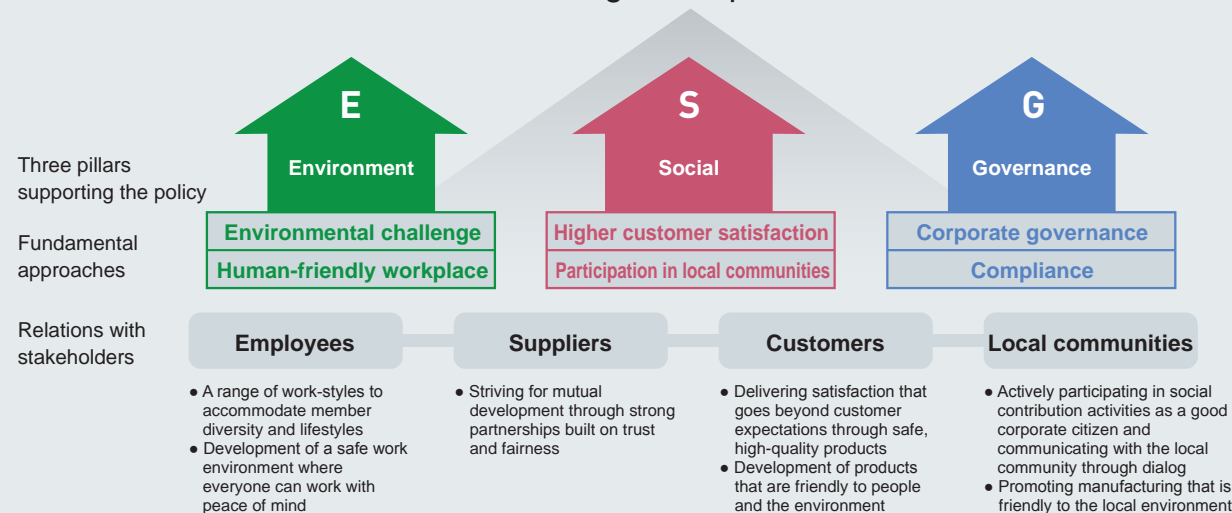 E
Environment
S
Social
G
Governance
Three pillars
supporting the policy
Fundamental
approaches
Environmental challenge
Human-friendly workplace
Higher customer satisfaction
Participation in local communities
Corporate governance
Compliance
Relations with
stakeholders
Employees
Suppliers
Customers
Local communities
● A range of work-styles to
accommodate member
diversity and lifestyles
● Development of a safe work
environment where
everyone can work with
peace of mind
● Striving for mutual
development through strong
partnerships built on trust
and fairness
● Delivering satisfaction that
goes beyond customer
expectations through safe,
high-quality products
● Development of products
that are friendly to people
and the environment
● Actively participating in social
contribution activities as a good
corporate citizen and
communicating with the local
community through dialog
● Promoting manufacturing that is
friendly to the local environment